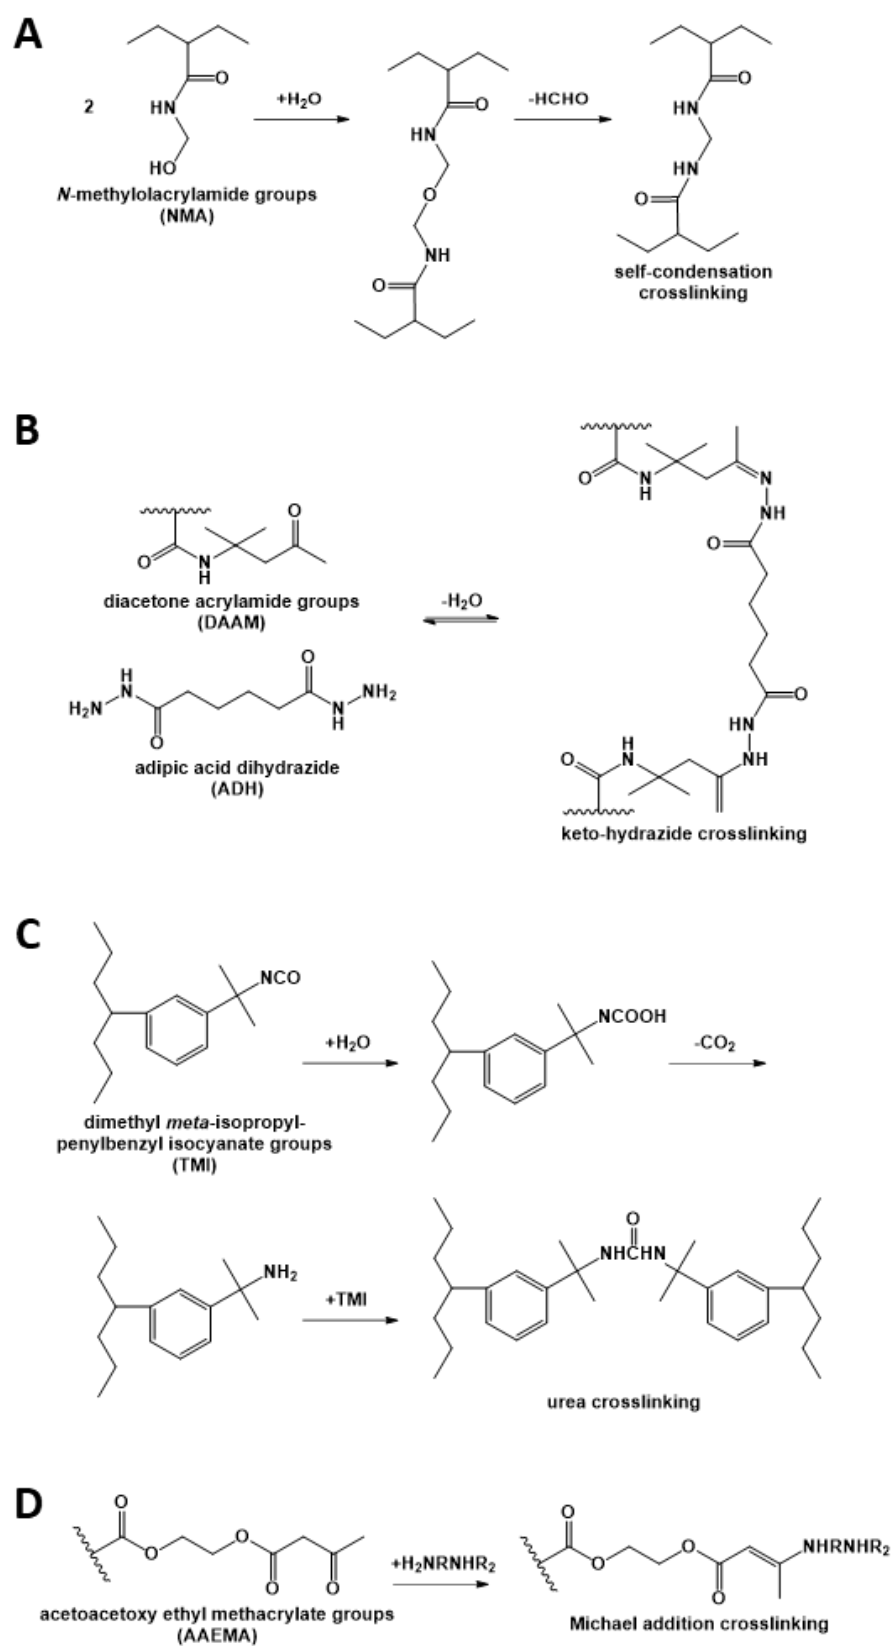 A
2
HN
O
HO
N-methylolacrylamide groups
(NMA)
+H2O
O
HN
O
NH
O
-HCHO
O
HN
HN
O
self-condensation
crosslinking
B
O
O
N
H
diacetone acrylamide groups
(DAAM)
H2N
H
N
O
O
N
H
NH2
adipic acid dihydrazide
(ADH)
-H2O
O
N
H
N
NH
O
O
HN
NH
H
N
O
keto-hydrazide crosslinking
C
NCO
dimethyl meta-isopropyl-
penylbenzyl isocyanate groups
(TMI)
+H2O
NCOOH
-CO2
NH2
+TMI
O
NHCHN
urea crosslinking
D
O
O
O
O
O
acetoacetoxy ethyl methacrylate groups
(AAEMA)
+H2NRNHR2
O
O
O
O
NHRNHR2
Michael addition crosslinking